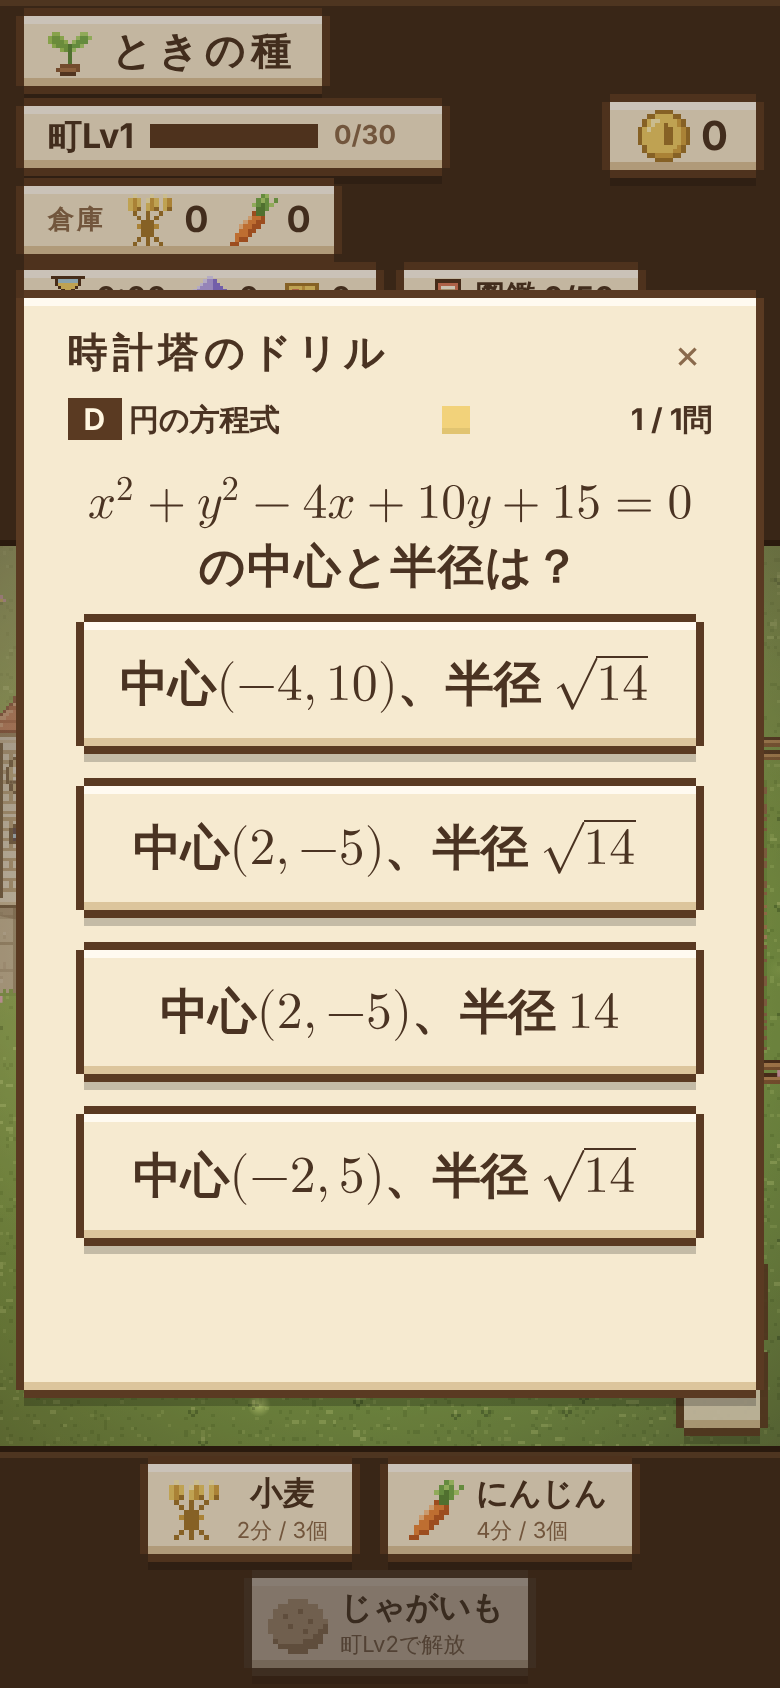 ときの種
町Lv1 0/30 0
倉庫 0 0
時計塔のドリル ×
D 円の方程式 1 / 1問
x² + y² − 4x + 10y + 15 = 0
の中心と半径は？
中心(−4, 10)、半径 √14
中心(2, −5)、半径 √14
中心(2, −5)、半径 14
中心(−2, 5)、半径 √14
小麦 にんじん
2分 / 3個 4分 / 3個
じゃがいも
町Lv2で解放